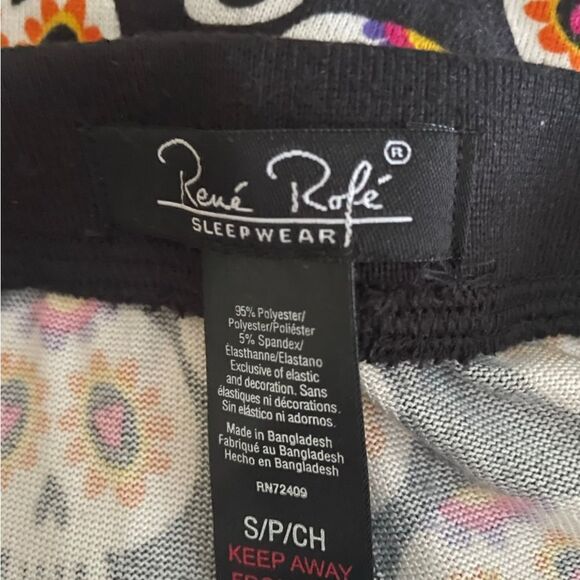 René Rofé ®
SLEEPWEAR
95% Polyester/
Polyester/Poliéster
5% Spandex/
Élasthanne/Elastano
Exclusive of elastic
and decoration. Sans
élastiques ni décorations.
Sin elástico ni adornos.
Made in Bangladesh
Fabriqué au Bangladesh
Hecho en Bangladesh
RN72409
S/P/CH
KEEP AWAY